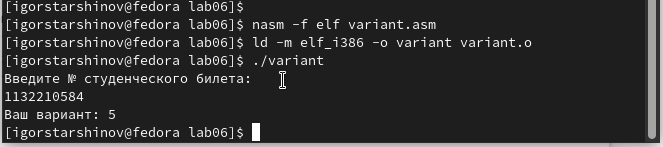 [igorstarshinov@fedora lab06]$
[igorstarshinov@fedora lab06]$ nasm -f elf variant.asm
[igorstarshinov@fedora lab06]$ ld -m elf_i386 -o variant variant.o
[igorstarshinov@fedora lab06]$ ./variant
Введите № студенческого билета:
1132210584
Ваш вариант: 5
[igorstarshinov@fedora lab06]$